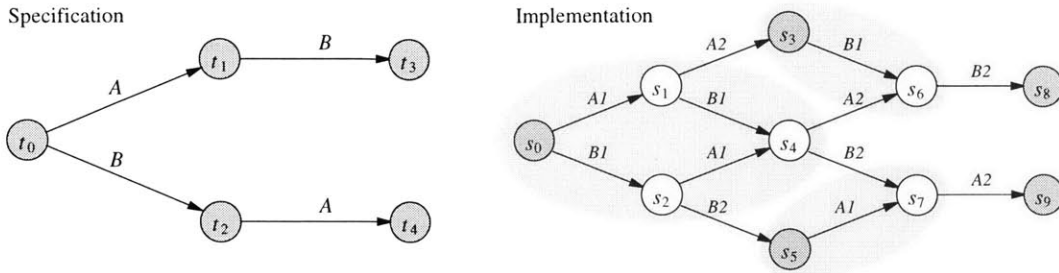 Specification
t0
A
t1
B
t3
B
t2
A
t4
Implementation
s0
A1
s1
A2
s3
B1
s6
B2
s8
B1
A2
s4
B1
s2
A1
B2
B2
s5
A1
s7
A2
s9